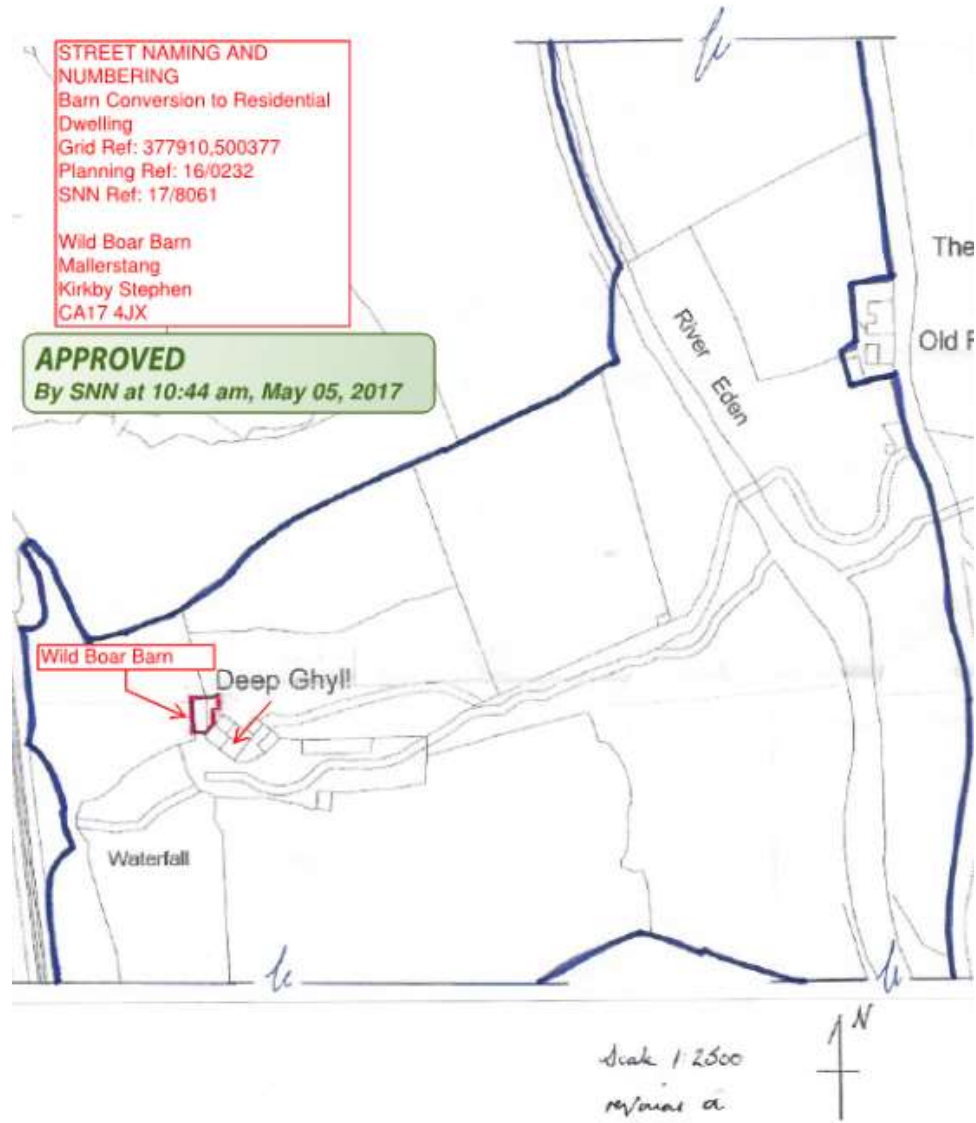 STREET NAMING AND
NUMBERING
Barn Conversion to Residential
Dwelling
Grid Ref: 377910,500377
Planning Ref: 16/0232
SNN Ref: 17/8061
Wild Boar Barn
Mallerstang
Kirkby Stephen
CA17 4JX
APPROVED
By SNN at 10:44 am, May 05, 2017
The
River
Eden
Old
Wild Boar Barn
Deep Ghyll
Waterfall
N
Scale 1:2500